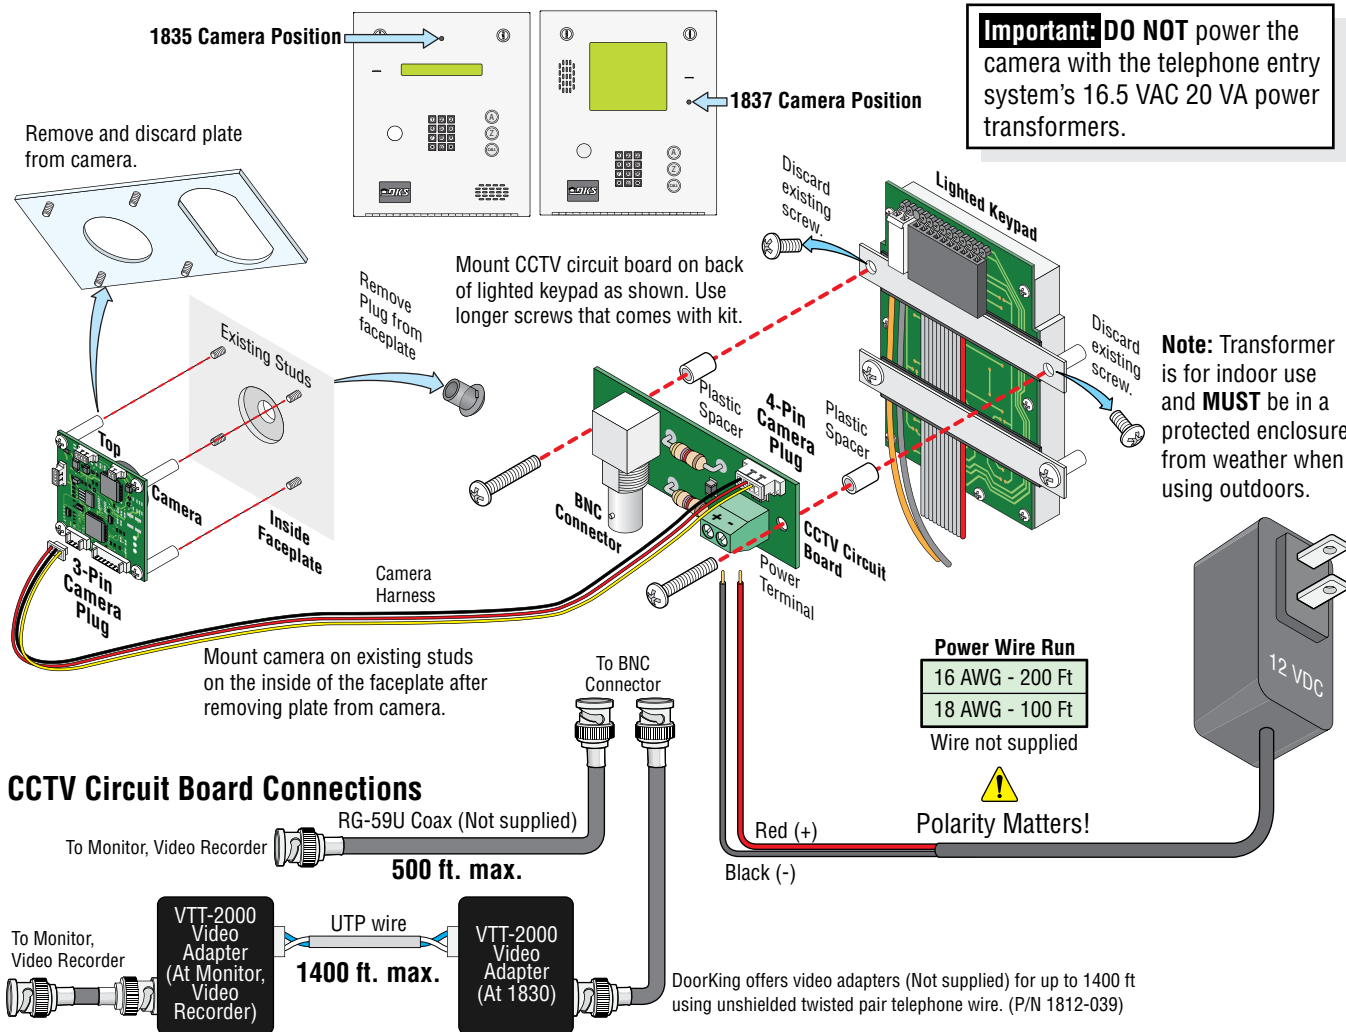 1835 Camera Position
1837 Camera Position
A
Z
CALL
DKS
A
Z
CALL
DKS
Important: DO NOT power the
camera with the telephone entry
system’s 16.5 VAC 20 VA power
transformers.
Remove and discard plate
from camera.
Discard
existing
screw.
Lighted Keypad
Mount CCTV circuit board on back
of lighted keypad as shown. Use
longer screws that comes with kit.
Remove
Plug from
faceplate
Existing Studs
Discard
existing
screw.
Note: Transformer
is for indoor use
and MUST be in a
protected enclosure
from weather when
using outdoors.
Plastic
Spacer
4-Pin
Camera
Plug
Plastic
Spacer
Top
Camera
Inside
Faceplate
3-Pin
Camera
Plug
BNC
Connector
2
2
+ -
CCTV Circuit
Board
Power
Terminal
Camera
Harness
12 VDC
Mount camera on existing studs
on the inside of the faceplate after
removing plate from camera.
To BNC
Connector
Power Wire Run
16 AWG - 200 Ft
18 AWG - 100 Ft
Wire not supplied
Polarity Matters!
Red (+)
Black (-)
CCTV Circuit Board Connections
RG-59U Coax (Not supplied)
To Monitor, Video Recorder
500 ft. max.
To Monitor,
Video Recorder
VTT-2000
Video
Adapter
(At Monitor,
Video
Recorder)
UTP wire
1400 ft. max.
VTT-2000
Video
Adapter
(At 1830)
DoorKing offers video adapters (Not supplied) for up to 1400 ft
using unshielded twisted pair telephone wire. (P/N 1812-039)